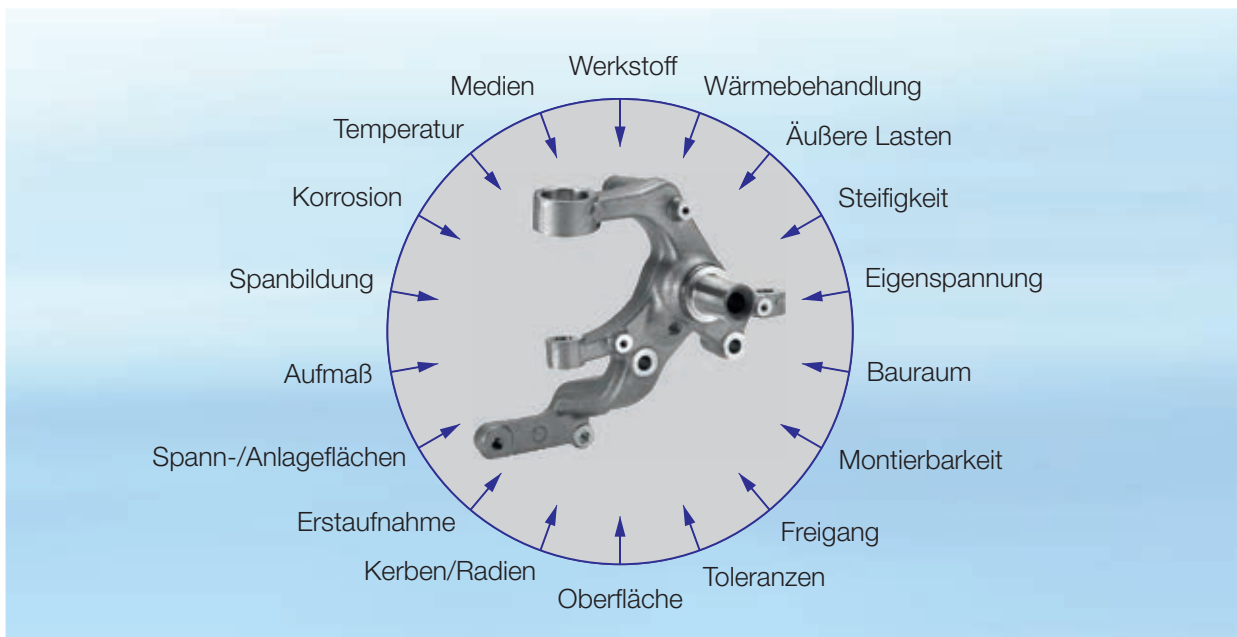 Werkstoff
Wärmebehandlung
Äußere Lasten
Steifigkeit
Eigenspannung
Bauraum
Montierbarkeit
Freigang
Toleranzen
Oberfläche
Kerben/Radien
Erstaufnahme
Spann-/Anlageflächen
Aufmaß
Spanbildung
Korrosion
Temperatur
Medien